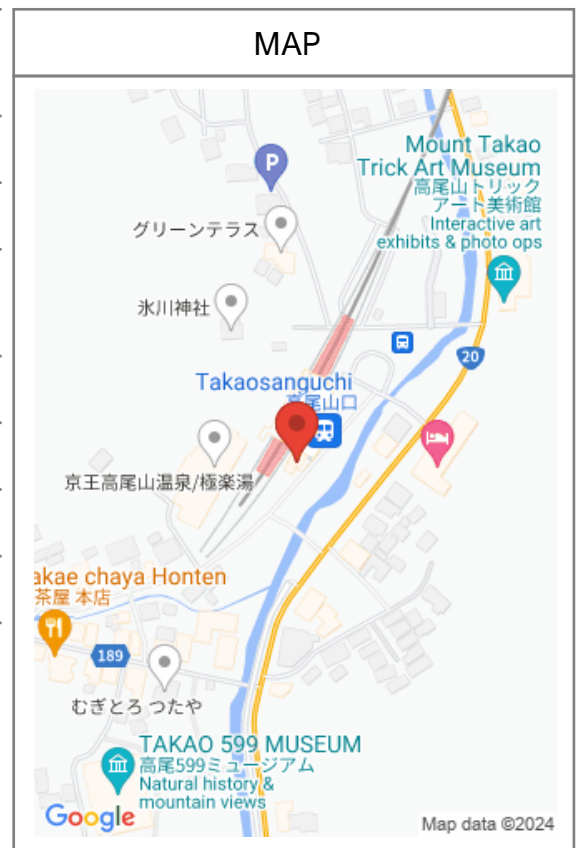 MAP
Mount Takao
Trick Art Museum
高尾山トリック
アート美術館
Interactive art
exhibits & photo ops
P
グリーンテラス
氷川神社
20
Takaosanguchi
高尾山口
京王高尾山温泉/極楽湯
akae chaya Honten
茶屋 本店
189
むぎとろ つたや
TAKAO 599 MUSEUM
高尾599ミュージアム
Natural history &
mountain views
Google
Map data ©2024